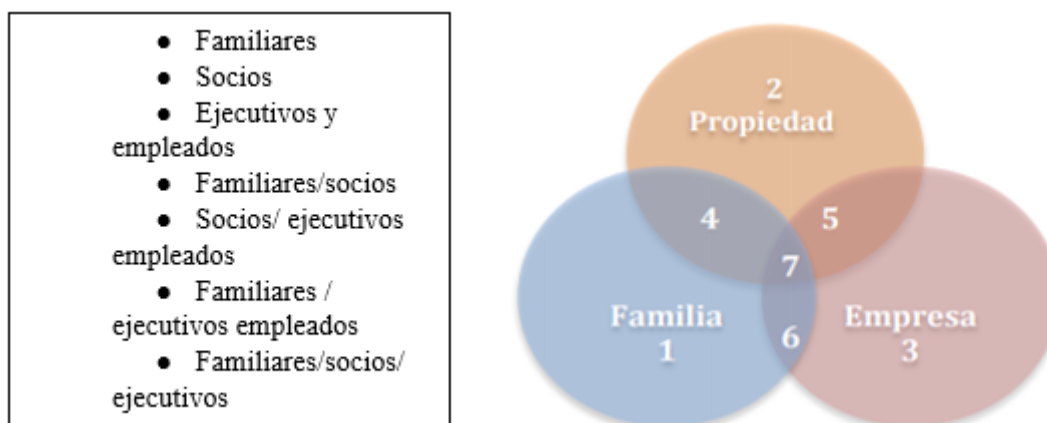 ● Familiares
● Socios
● Ejecutivos y
empleados
● Familiares/socios
● Socios/ ejecutivos
empleados
● Familiares /
ejecutivos empleados
● Familiares/socios/
ejecutivos
2
Propiedad
4
5
7
Familia
1
6
Empresa
3